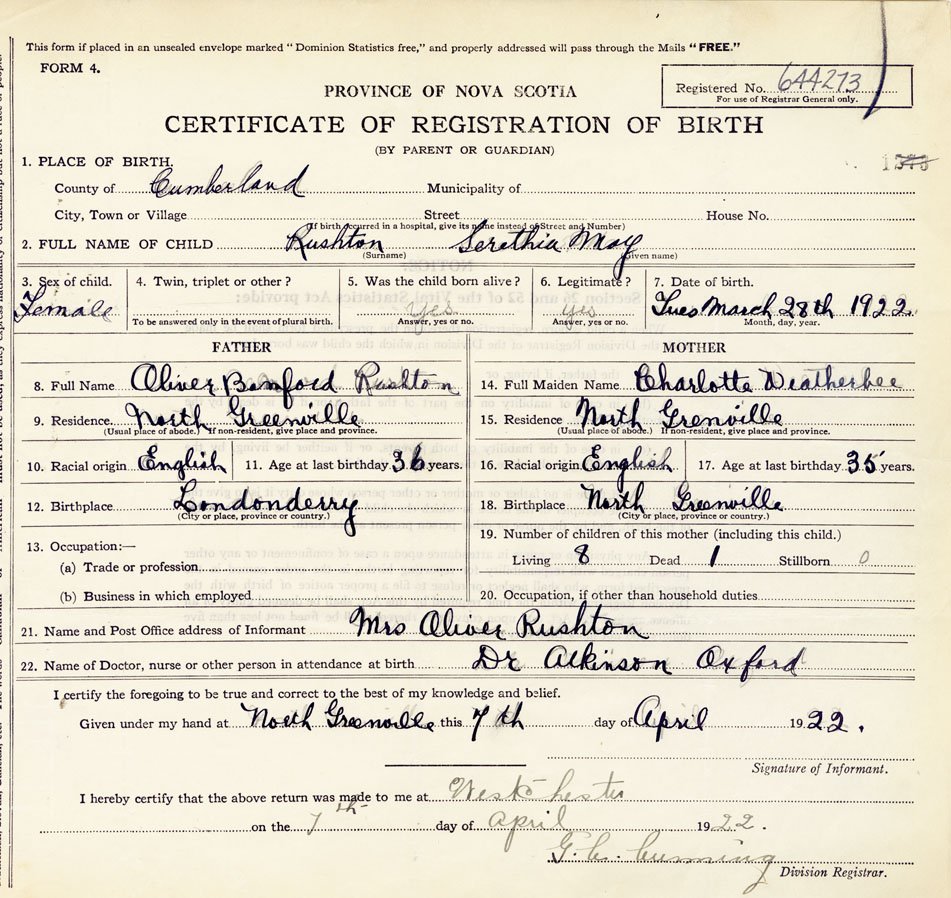 This form if placed in an unsealed envelope marked "Dominion Statistics free," and properly addressed will pass through the Mails "FREE."
FORM 4.
Registered No. 644273
For use of Registrar General only.
PROVINCE OF NOVA SCOTIA
CERTIFICATE OF REGISTRATION OF BIRTH
(BY PARENT OR GUARDIAN)
1. PLACE OF BIRTH.
County of Cumberland Municipality of
City, Town or Village Street House No.
(If birth occurred in a hospital, give its name instead of Street and Number)
2. FULL NAME OF CHILD Rushton Serethia May
(Surname) (Given name)
3. Sex of child. 4. Twin, triplet or other? 5. Was the child born alive? 6. Legitimate? 7. Date of birth.
Female Yes Yes Tues March 28th 1922.
To be answered only in the event of plural birth. Answer, yes or no. Answer, yes or no. Month, day, year.
FATHER MOTHER
8. Full Name Oliver Bamford Rushton 14. Full Maiden Name Charlotte Weatherbee
9. Residence North Greenville 15. Residence North Grenville
(Usual place of abode.) If non-resident, give place and province. (Usual place of abode.) If non-resident, give place and province.
10. Racial origin English 11. Age at last birthday 36 years. 16. Racial origin English 17. Age at last birthday 35 years.
12. Birthplace Londonderry 18. Birthplace North Greenville
(City or place, province or country.) (City or place, province or country.)
13. Occupation:— 19. Number of children of this mother (including this child.)
(a) Trade or profession Living 8 Dead 1 Stillborn 0
(b) Business in which employed 20. Occupation, if other than household duties
21. Name and Post Office address of Informant Mrs Oliver Rushton
22. Name of Doctor, nurse or other person in attendance at birth Dr Atkinson Oxford
I certify the foregoing to be true and correct to the best of my knowledge and belief.
Given under my hand at North Greenville this 7th day of April 1922.
Signature of Informant.
I hereby certify that the above return was made to me at Westchester
on the 7th day of April 1922.
G. C. Cumming
Division Registrar.